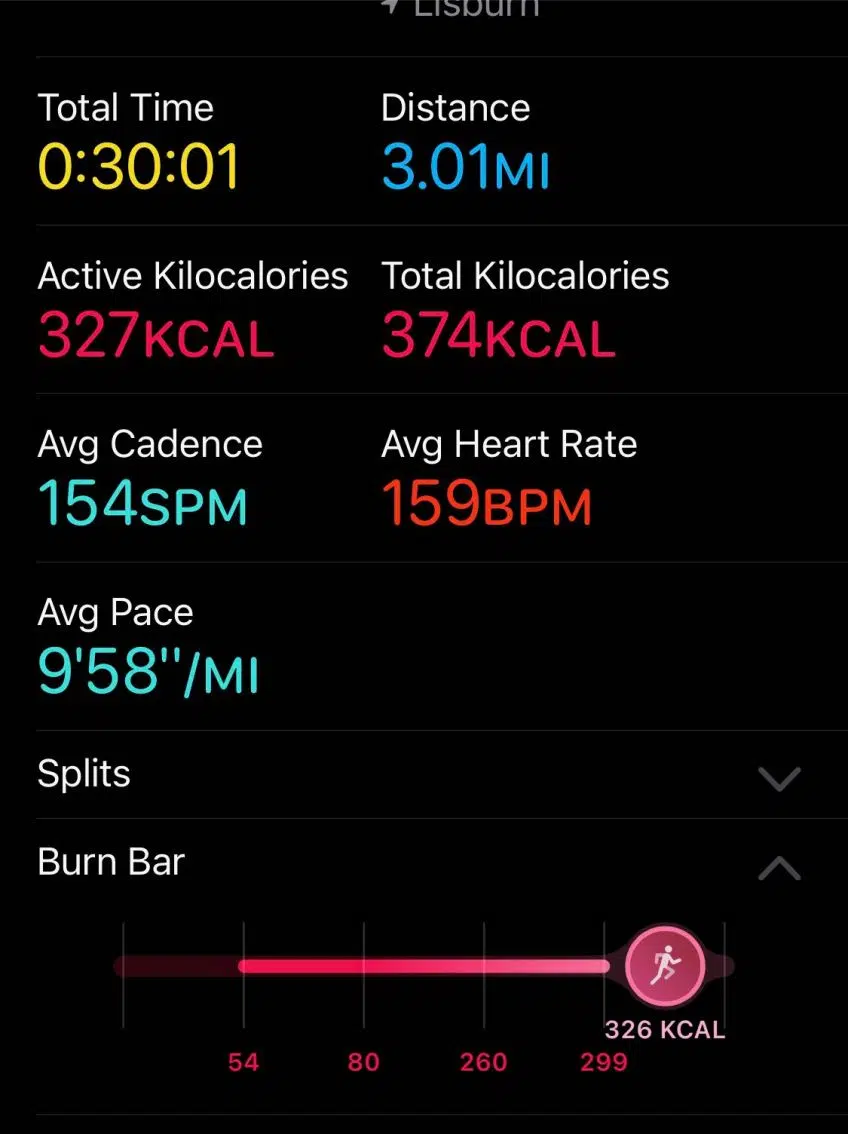 Lisburn
Total Time
0:30:01
Distance
3.01MI
Active Kilocalories
327KCAL
Total Kilocalories
374KCAL
Avg Cadence
154SPM
Avg Heart Rate
159BPM
Avg Pace
9'58''/MI
Splits
Burn Bar
326 KCAL
54 80 260 299